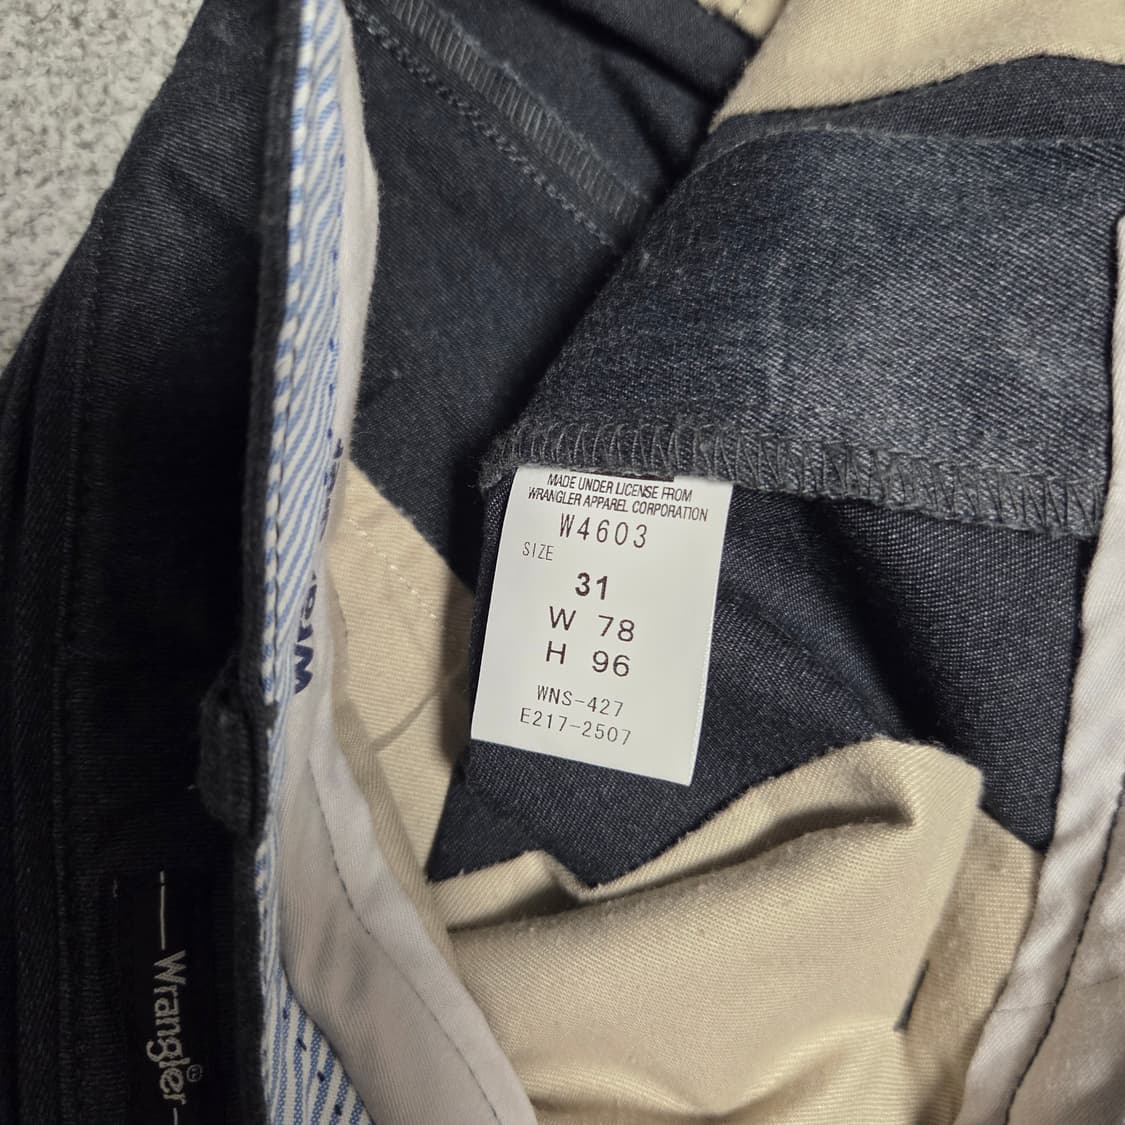 MADE UNDER LICENSE FROM
WRANGLER APPAREL CORPORATION
W4603
SIZE
31
W 78
H 96
WNS-427
E217-2507
Wrangler®